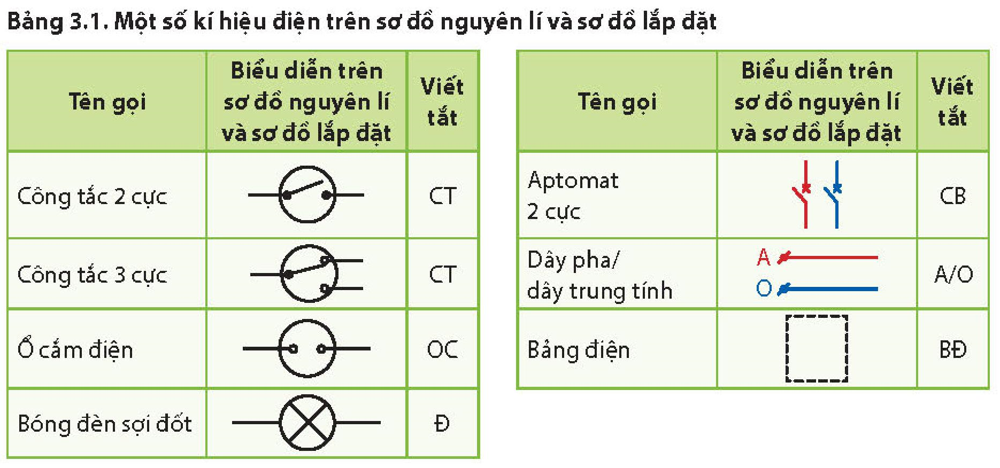 Bảng 3.1. Một số kí hiệu điện trên sơ đồ nguyên lí và sơ đồ lắp đặt
Tên gọi
Biểu diễn trên
sơ đồ nguyên lí
và sơ đồ lắp đặt
Viết
tắt
Công tắc 2 cực
CT
Công tắc 3 cực
CT
Ổ cắm điện
OC
Bóng đèn sợi đốt
Đ
Tên gọi
Biểu diễn trên
sơ đồ nguyên lí
và sơ đồ lắp đặt
Viết
tắt
Aptomat
2 cực
CB
Dây pha/
dây trung tính
A
O
A/O
Bảng điện
BĐ